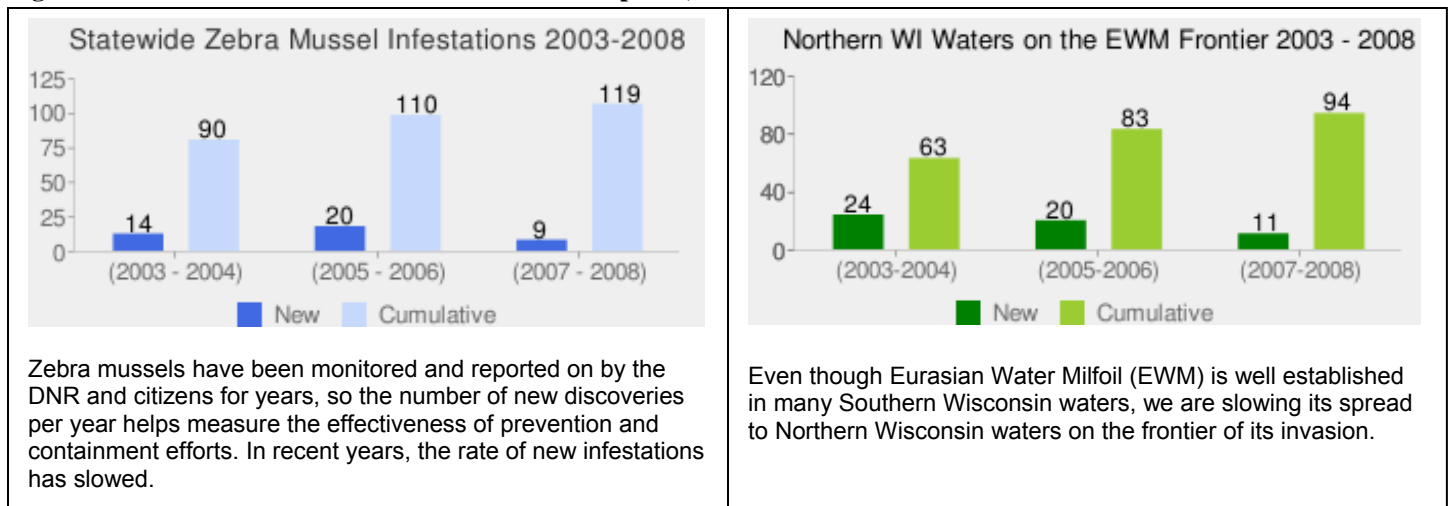 Statewide Zebra Mussel Infestations 2003-2008
125
100
75
50
25
0
14
90
20
110
9
119
(2003 - 2004)
(2005 - 2006)
(2007 - 2008)
New
Cumulative
Zebra mussels have been monitored and reported on by the
DNR and citizens for years, so the number of new discoveries
per year helps measure the effectiveness of prevention and
containment efforts. In recent years, the rate of new infestations
has slowed.
Northern WI Waters on the EWM Frontier 2003 - 2008
120
80
40
0
24
63
20
83
11
94
(2003-2004)
(2005-2006)
(2007-2008)
New
Cumulative
Even though Eurasian Water Milfoil (EWM) is well established
in many Southern Wisconsin waters, we are slowing its spread
to Northern Wisconsin waters on the frontier of its invasion.